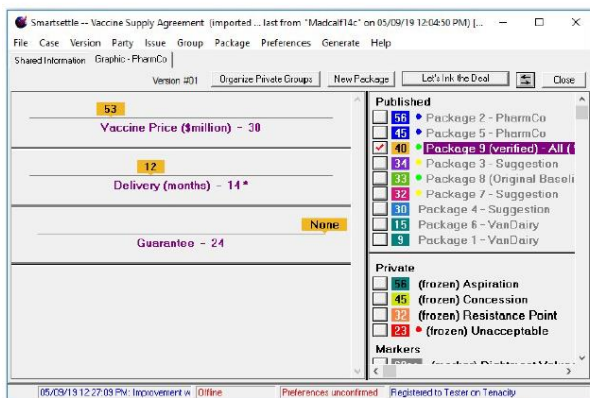 Smartsettle -- Vaccine Supply Agreement (imported ... last from "Madcalf14c" on 05/09/19 12:04:50 PM) [...
File Case Version Party Issue Group Package Preferences Generate Help
Shared Information Graphic - PharmCo
Version #01 Organize Private Groups New Package Let's Ink the Deal Close
53
Vaccine Price ($million) - 30
12
Delivery (months) - 14 *
None
Guarantee - 24
Published
56 Package 2 - PharmCo
45 Package 5 - PharmCo
40 Package 9 (verified) - All (
34 Package 3 - Suggestion
33 Package 8 (Original Baseli
32 Package 7 - Suggestion
30 Package 4 - Suggestion
15 Package 6 - VanDairy
9 Package 1 - VanDairy
Private
56 (frozen) Aspiration
45 (frozen) Concession
32 (frozen) Resistance Point
23 (frozen) Unacceptable
Markers
05/09/19 12:27:09 PM: Improvement w Offline Preferences unconfirmed Registered to Tester on Tenacity